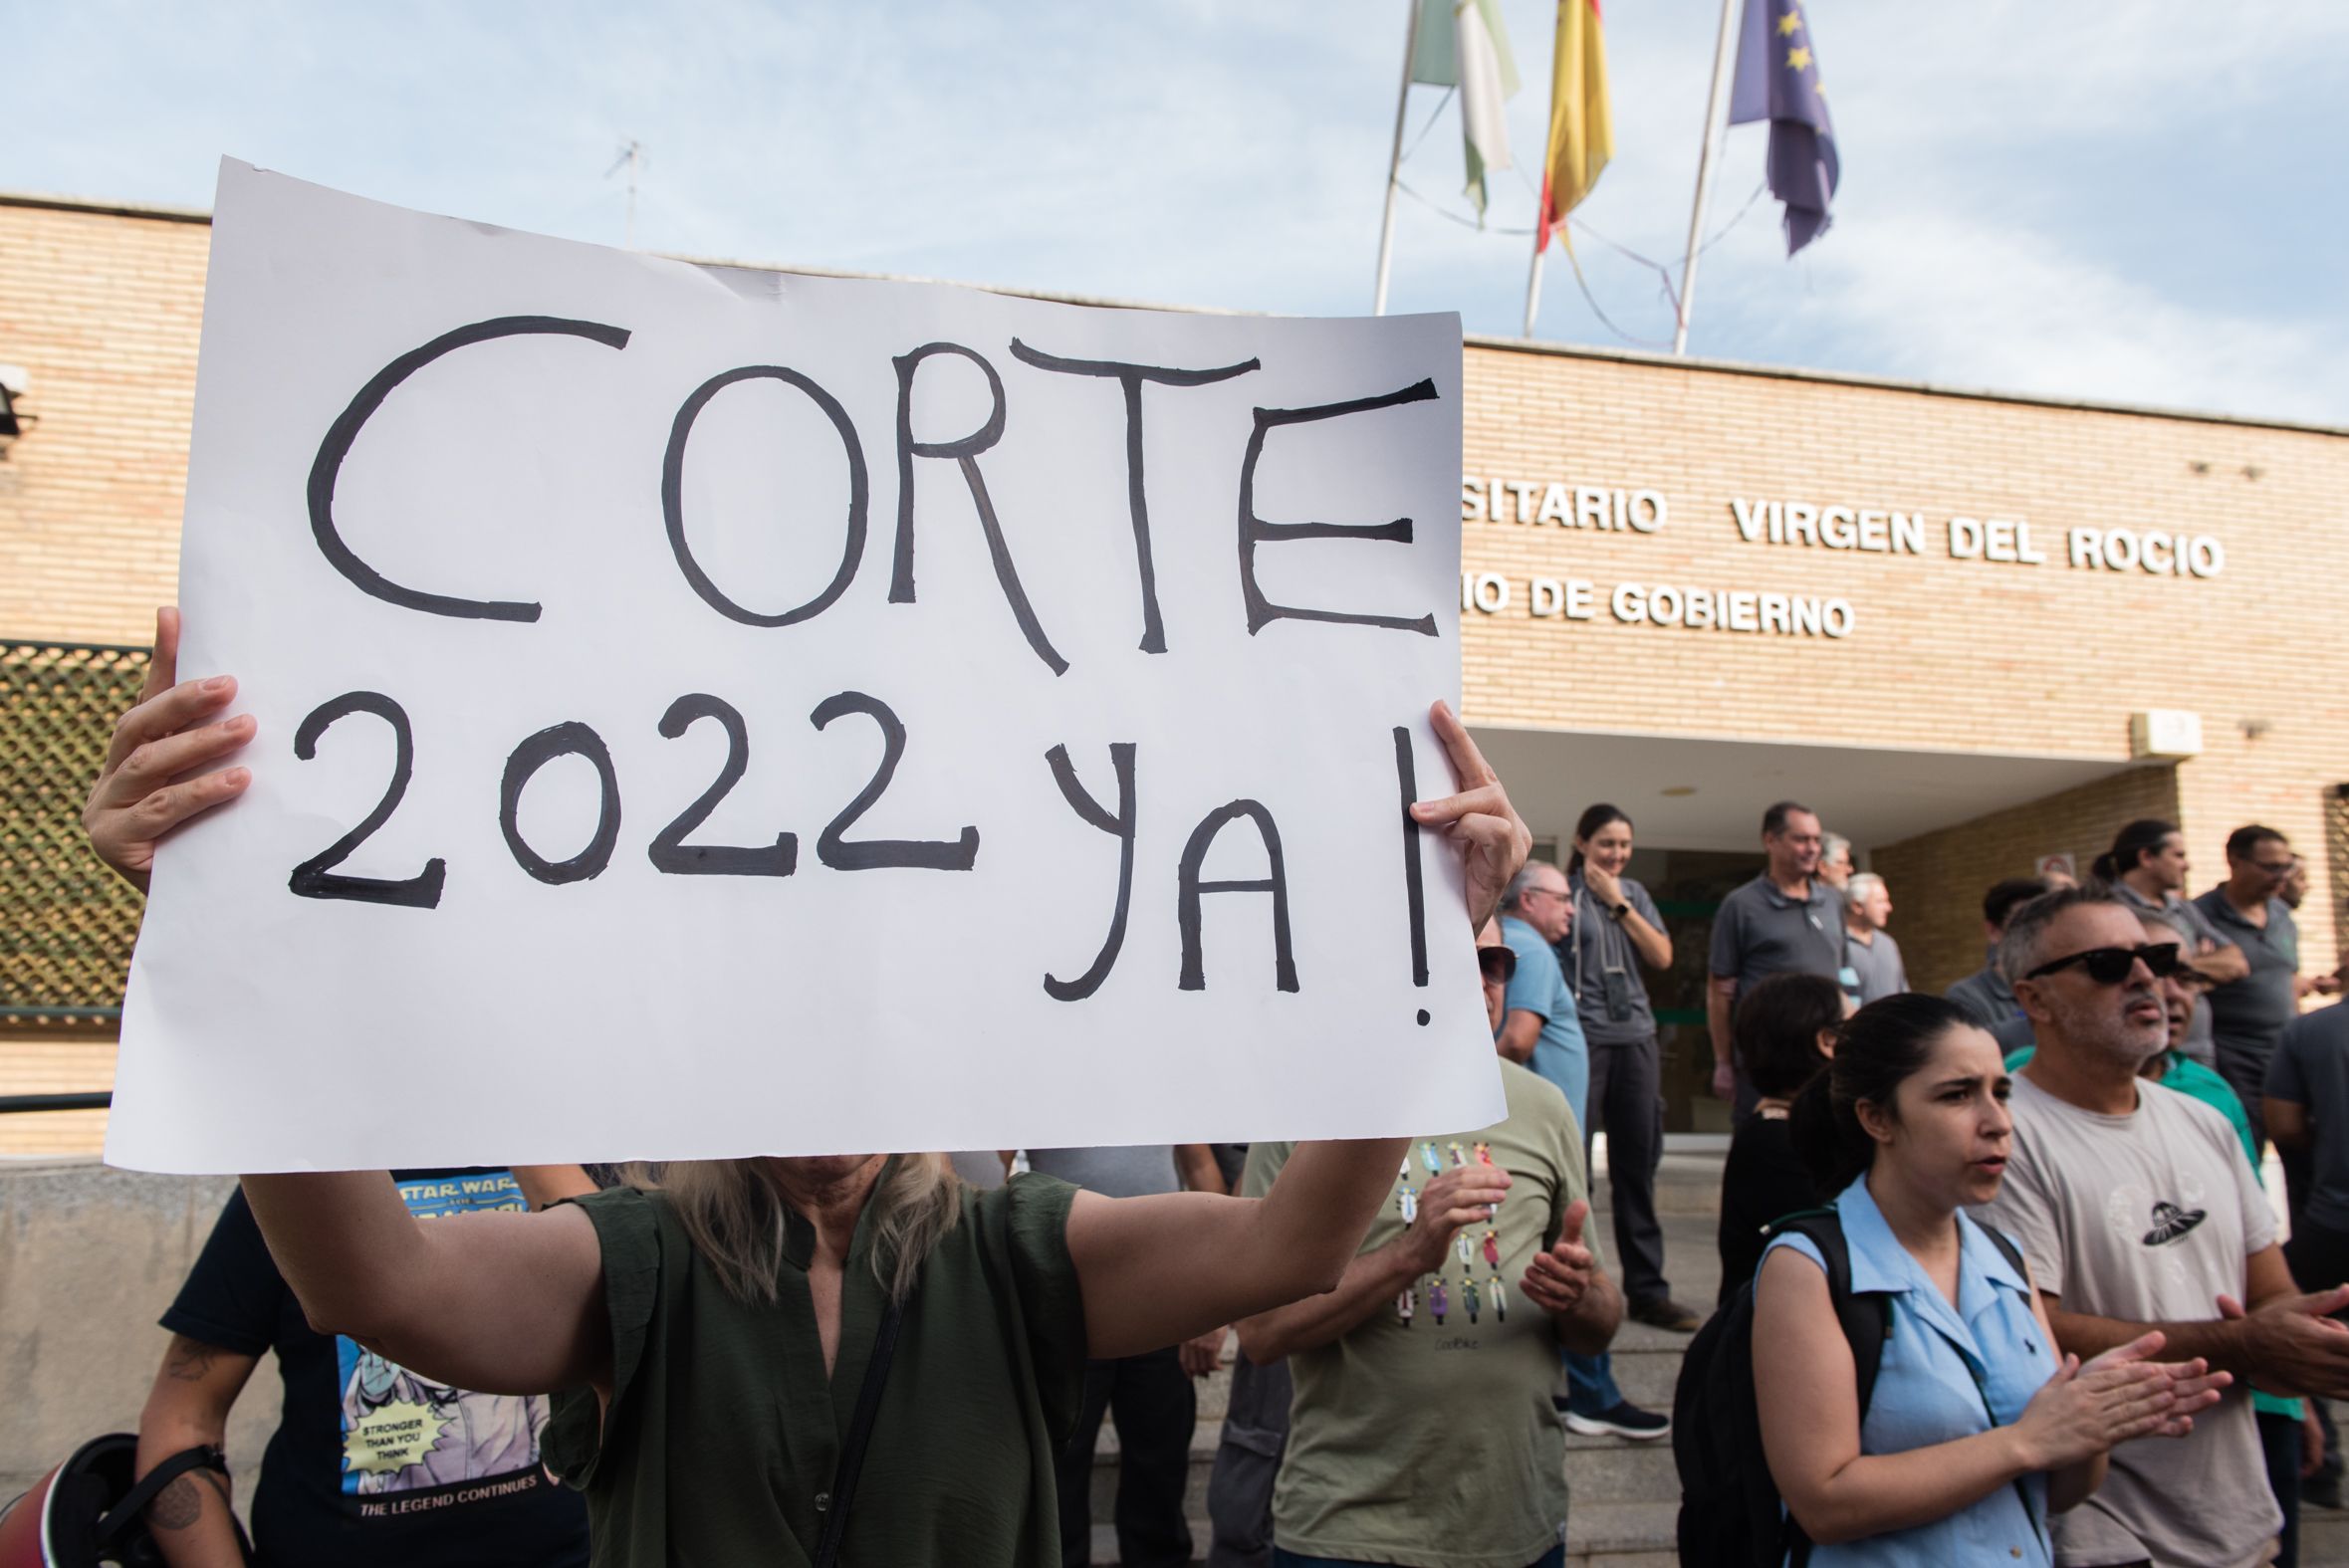 CORTE
2022 YA!
SITARIO VIRGEN DEL ROCIO
IO DE GOBIERNO
STAR WARS
STRONGER
THAN YOU
THINK
THE LEGEND CONTINUES